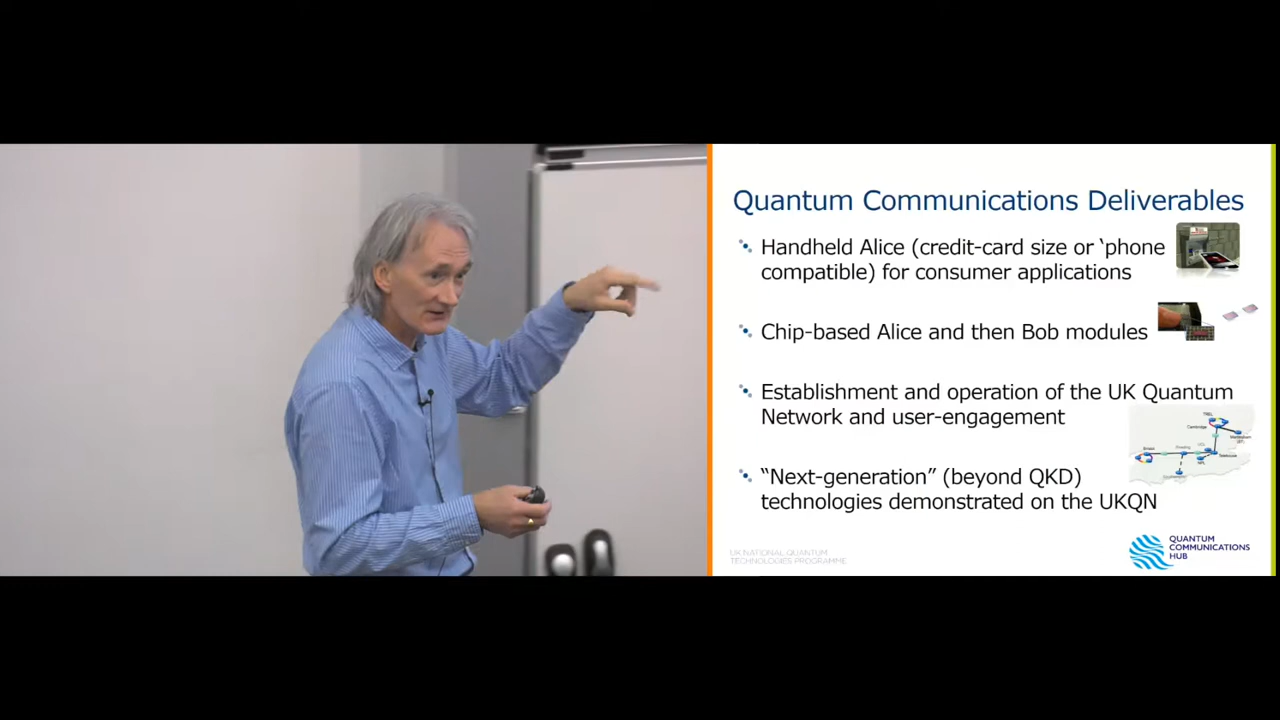 Quantum Communications Deliverables
Handheld Alice (credit-card size or ‘phone
compatible) for consumer applications
Chip-based Alice and then Bob modules
Establishment and operation of the UK Quantum
Network and user-engagement
Cambridge
Bristol
“Next-generation” (beyond QKD)
technologies demonstrated on the UKQN
UK NATIONAL QUANTUM
TECHNOLOGIES PROGRAMME
QUANTUM
COMMUNICATIONS
HUB